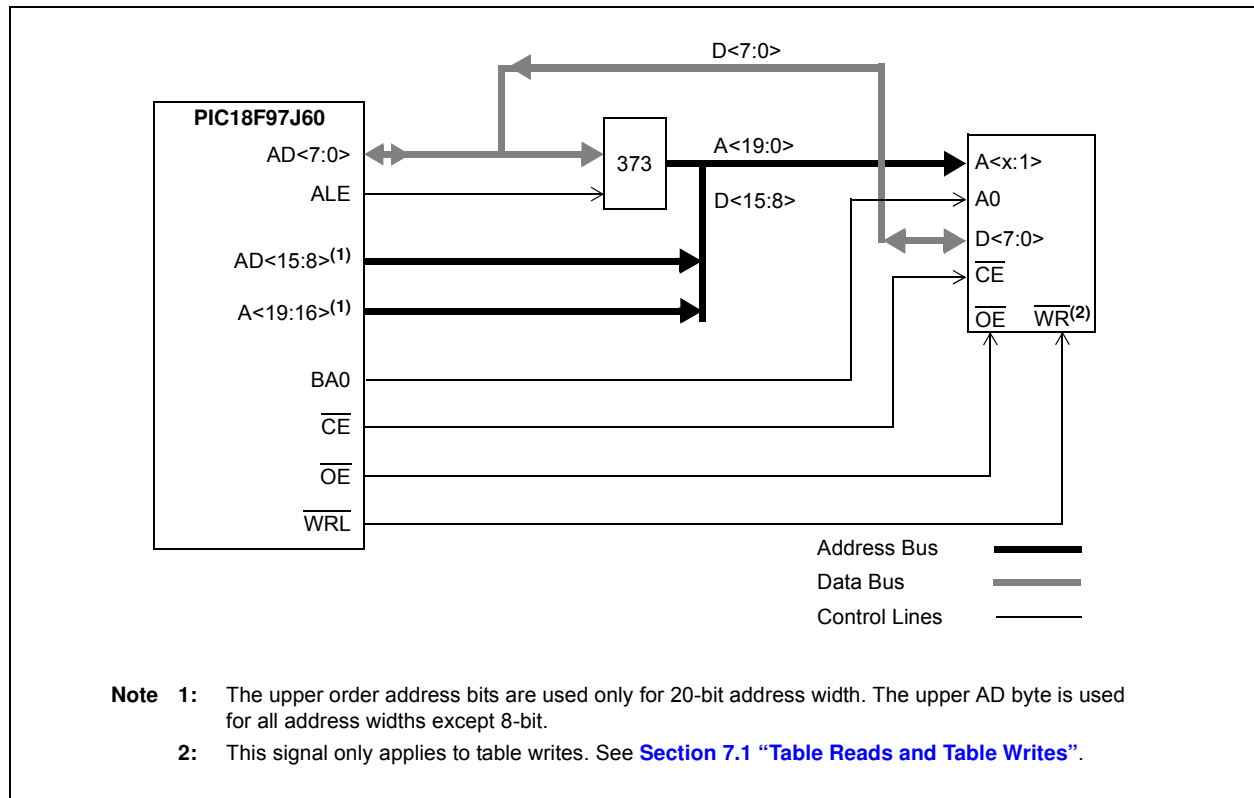 D<7:0>
PIC18F97J60
AD<7:0>
373
A<19:0>
A<x:1>
ALE
D<15:8>
A0
D<7:0>
AD<15:8>(1)
CE
A<19:16>(1)
OE WR(2)
BA0
CE
OE
WRL
Address Bus
Data Bus
Control Lines
Note 1: The upper order address bits are used only for 20-bit address width. The upper AD byte is used
for all address widths except 8-bit.
2: This signal only applies to table writes. See Section 7.1 “Table Reads and Table Writes”.